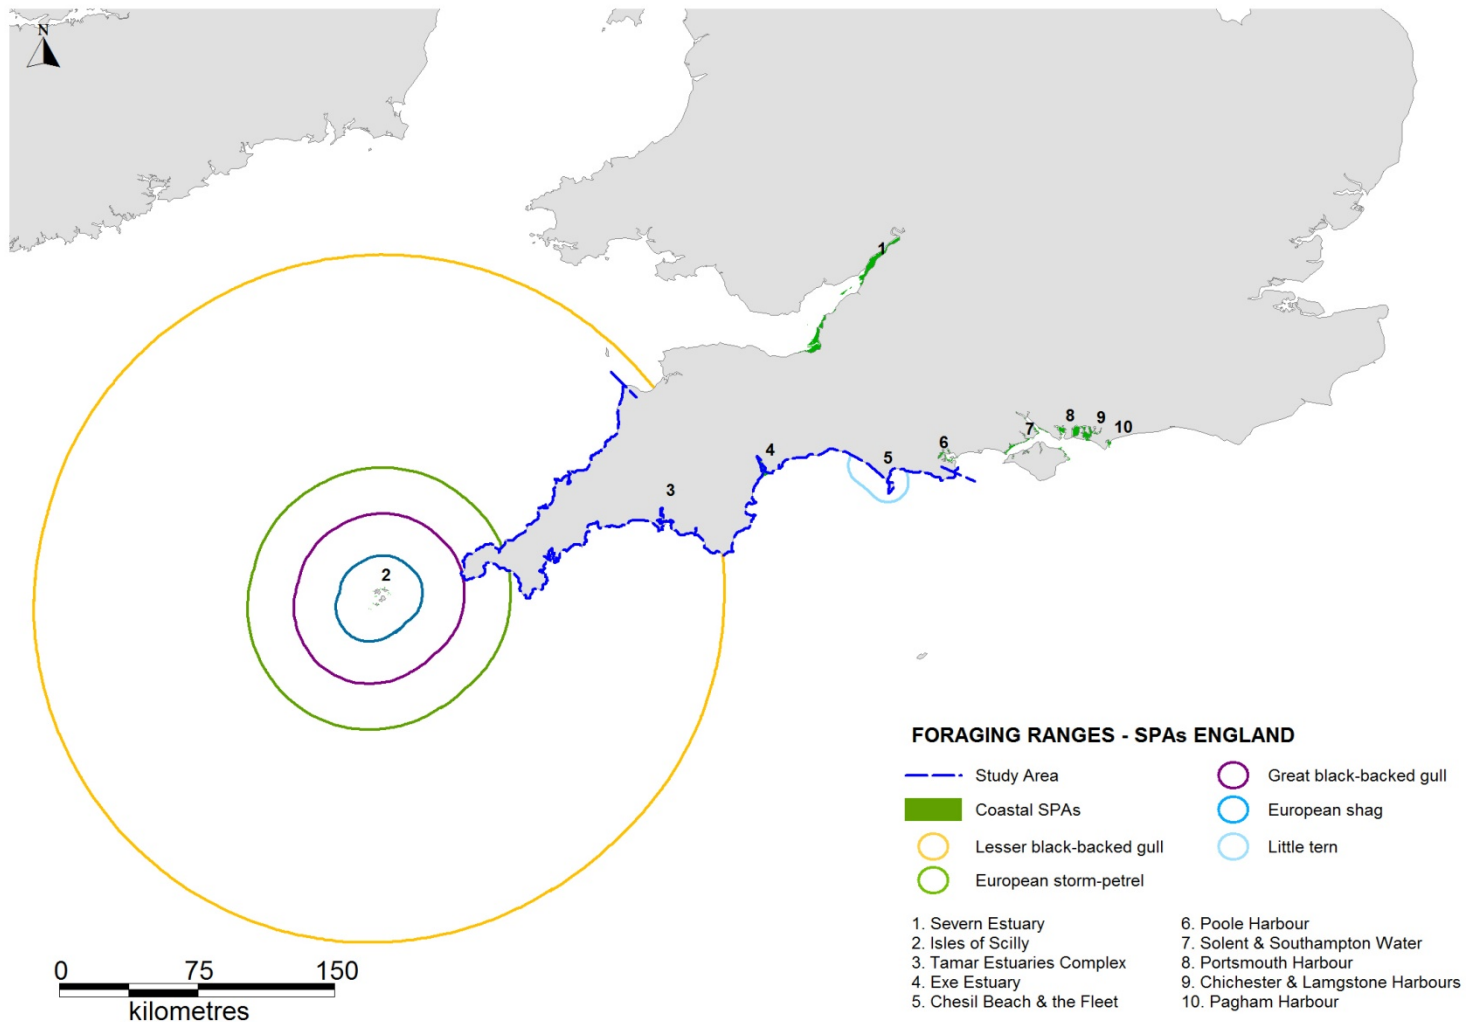 N
1
2
3
4
5
6
7
8
9
10
FORAGING RANGES - SPAs ENGLAND
Study Area
Coastal SPAs
Lesser black-backed gull
European storm-petrel
Great black-backed gull
European shag
Little tern
1. Severn Estuary
2. Isles of Scilly
3. Tamar Estuaries Complex
4. Exe Estuary
5. Chesil Beach & the Fleet
6. Poole Harbour
7. Solent & Southampton Water
8. Portsmouth Harbour
9. Chichester & Lamgstone Harbours
10. Pagham Harbour
0 75 150
kilometres